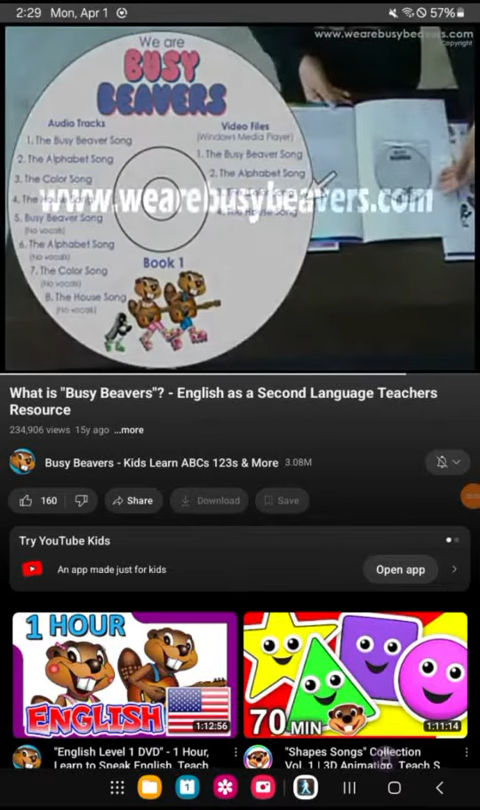 2:29 Mon, Apr 1
57%
www.wearebusybeavers.com
Copyright
We are
BUSY
BEAVERS
Audio Tracks
1. The Busy Beaver Song
2. The Alphabet Song
3. The Color Song
4. The House Song
5. Busy Beaver Song
(No vocals)
6. The Alphabet Song
(No vocals)
7. The Color Song
(No vocals)
8. The House Song
(No vocals)
Video Files
(Windows Media Player)
1. The Busy Beaver Song
2. The Alphabet Song
4. The House Song
www.wearebusybeavers.com
Book 1
What is "Busy Beavers"? - English as a Second Language Teachers
Resource
234,906 views 15y ago ...more
Busy Beavers - Kids Learn ABCs 123s & More 3.08M
160
Share
Download
Save
Try YouTube Kids
An app made just for kids
Open app
1 HOUR
ENGLISH
1:12:56
70 MIN
1:11:14
"English Level 1 DVD" - 1 Hour,
Learn to Speak English, Teach
"Shapes Songs" Collection
Vol. 1 | 3D Animation, Teach S